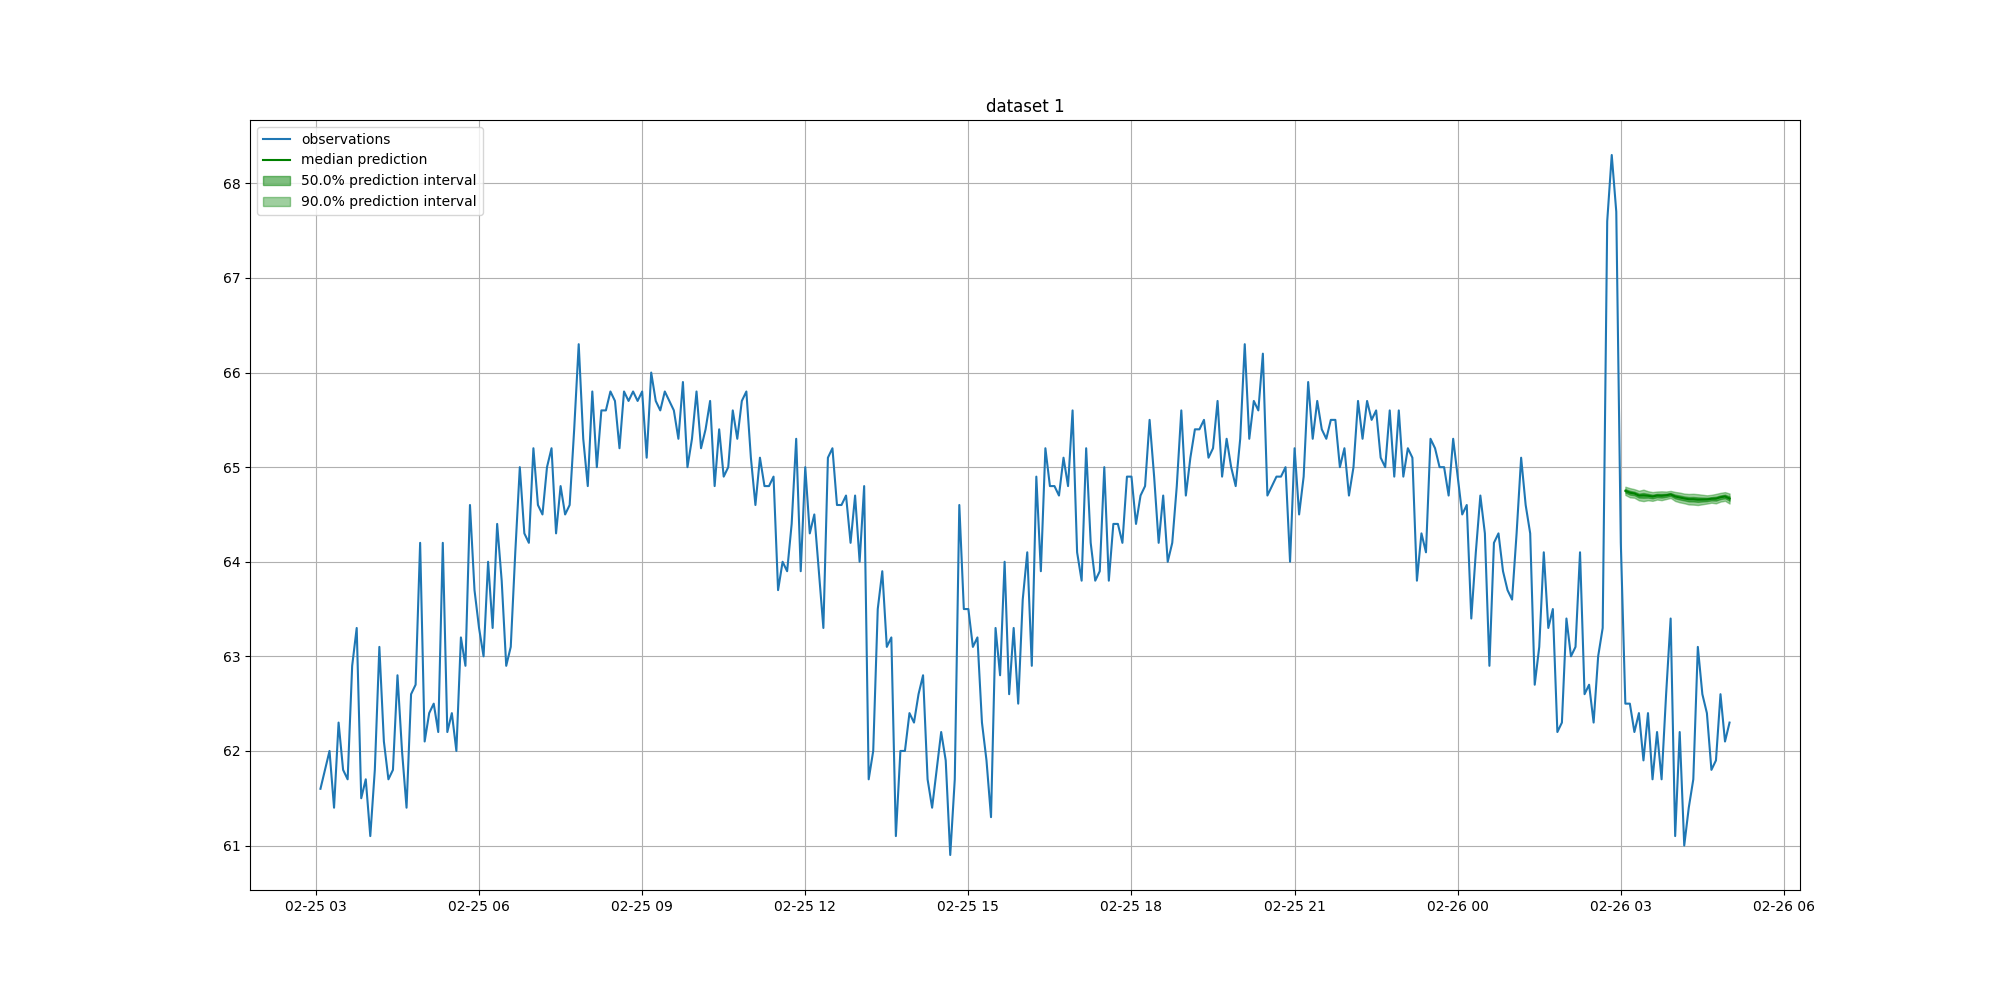 dataset 1
observations
median prediction
50.0% prediction interval
90.0% prediction interval
68
67
66
65
64
63
62
61
02-25 03 02-25 06 02-25 09 02-25 12 02-25 15 02-25 18 02-25 21 02-26 00 02-26 03 02-26 06